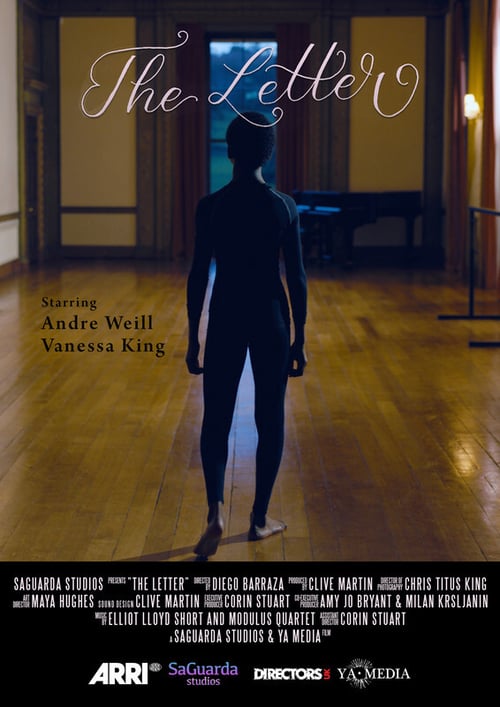 The Letter
Starring
Andre Weill
Vanessa King
SAGUARDA STUDIOS PRESENTS "THE LETTER" DIRECTED BY DIEGO BARRAZA PRODUCED BY CLIVE MARTIN DIRECTOR OF PHOTOGRAPHY CHRIS TITUS KING
ART DIRECTOR MAYA HUGHES SOUND DESIGN CLIVE MARTIN EXECUTIVE PRODUCER CORIN STUART CO-EXECUTIVE PRODUCER AMY JO BRYANT & MILAN KRSLJANIN
MUSIC BY ELLIOT LLOYD SHORT AND MODULUS QUARTET ASSISTANT DIRECTOR CORIN STUART
A SAGUARDA STUDIOS & YA MEDIA FILM
ARRI SaGuarda studios DIRECTORS UK YA MEDIA